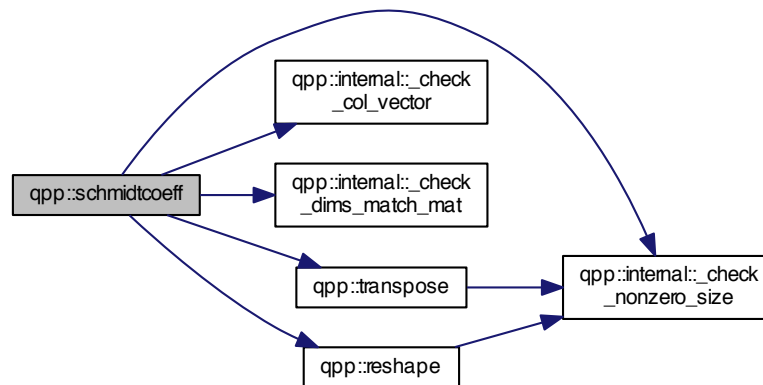 qpp::internal::_check
_col_vector
qpp::schmidtcoeff
qpp::internal::_check
_dims_match_mat
qpp::transpose
qpp::internal::_check
_nonzero_size
qpp::reshape